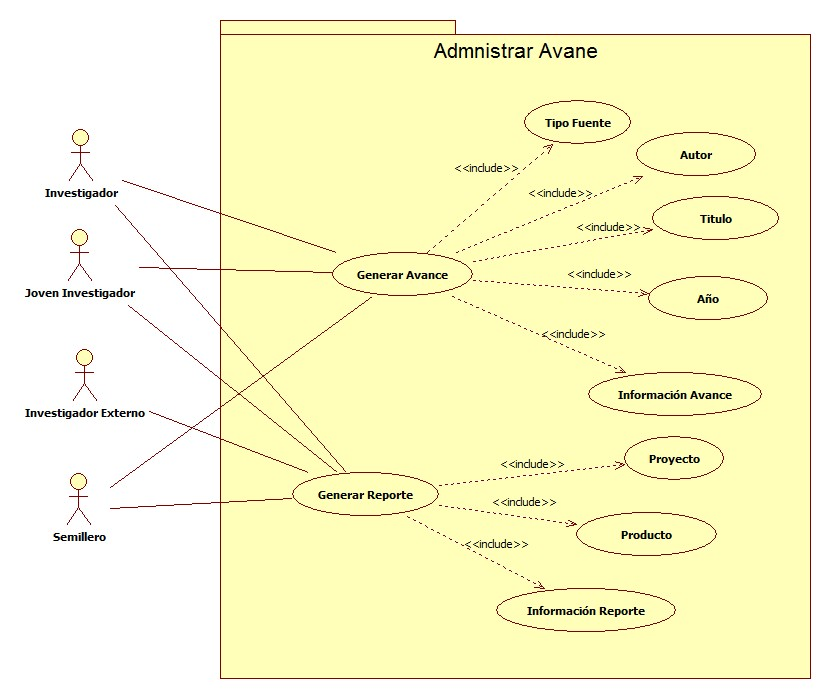 Admnistrar Avane
Tipo Fuente
Autor
<<include>>
<<include>>
Investigador
Titulo
<<include>>
Generar Avance
<<include>>
Joven Investigador
Año
<<include>>
Información Avance
Investigador Externo
Proyecto
<<include>>
Generar Reporte
<<include>>
Producto
Semillero
<<include>>
Información Reporte